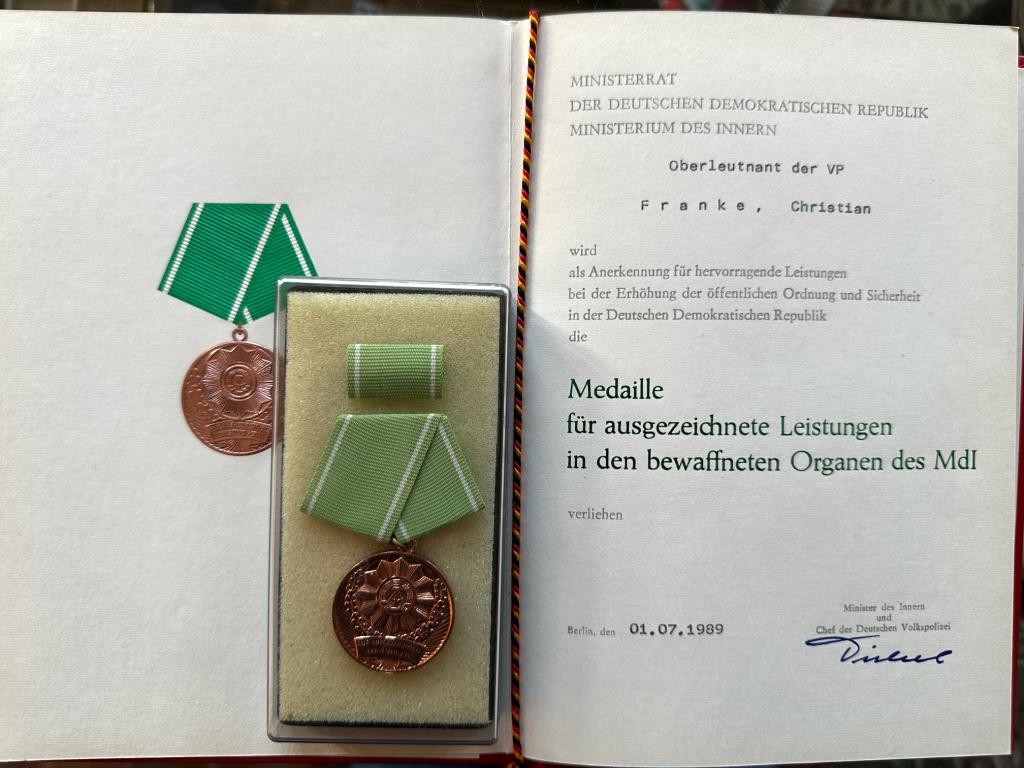 MINISTERRAT
DER DEUTSCHEN DEMOKRATISCHEN REPUBLIK
MINISTERIUM DES INNERN
Oberleutnant der VP
F r a n k e , Christian
wird
als Anerkennung für hervorragende Leistungen
bei der Erhöhung der öffentlichen Ordnung und Sicherheit
in der Deutschen Demokratischen Republik
die
Medaille
für ausgezeichnete Leistungen
in den bewaffneten Organen des MdI
verliehen
Minister des Innern
und
Chef der Deutschen Volkspolizei
Berlin, den 01.07.1989